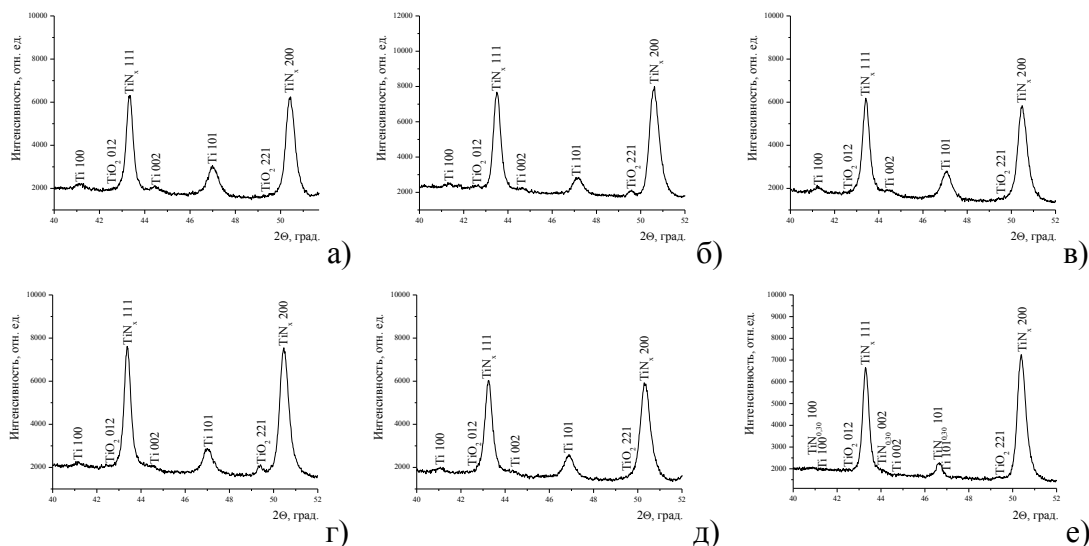 10000
8000
6000
4000
2000
Интенсивность, отн. ед.
Ti 100
TiO2 012
TiNx 111
Ti 002
Ti 101
TiO2 221
TiNx 200
40 42 44 46 48 50
2Θ, град.
а)
12000
10000
8000
6000
4000
2000
Интенсивность, отн. ед.
Ti 100
TiO2 012
TiNx 111
Ti 002
Ti 101
TiO2 221
TiNx 200
40 42 44 46 48 50 52
2Θ, град.
б)
10000
8000
6000
4000
2000
Интенсивность, отн. ед.
Ti 100
TiO2 012
TiNx 111
Ti 002
Ti 101
TiO2 221
TiNx 200
40 42 44 46 48 50 52
2Θ, град.
в)
10000
8000
6000
4000
2000
Интенсивность, отн. ед.
Ti 100
TiO2 012
TiNx 111
Ti 002
Ti 101
TiO2 221
TiNx 200
40 42 44 46 48 50 52
2Θ, град.
г)
10000
8000
6000
4000
2000
Интенсивность, отн. ед.
Ti 100
TiO2 012
TiNx 111
Ti 002
Ti 101
TiO2 221
TiNx 200
40 42 44 46 48 50 52
2Θ, град.
д)
10000
9000
8000
7000
6000
5000
4000
3000
2000
Интенсивность, отн. ед.
TiN0,30 100
Ti 100
TiO2 012
TiNx 111
TiN0,30 002
Ti 002
TiN0,30 101
Ti 101
TiO2 221
TiNx 200
40 42 44 46 48 50 52
2Θ, град.
е)